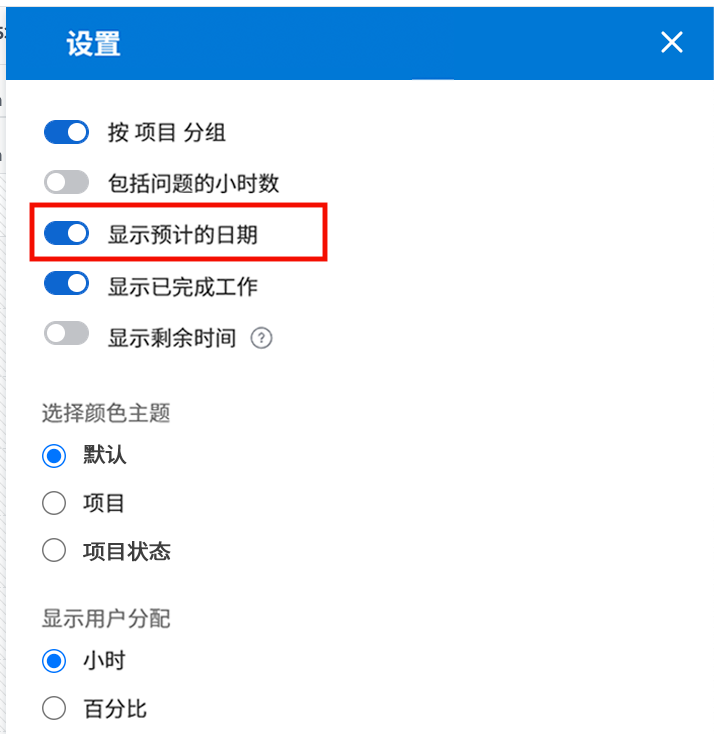 设置
按 项目 分组
包括问题的小时数
显示预计的日期
显示已完成工作
显示剩余时间 ?
选择颜色主题
默认
项目
项目状态
显示用户分配
小时
百分比